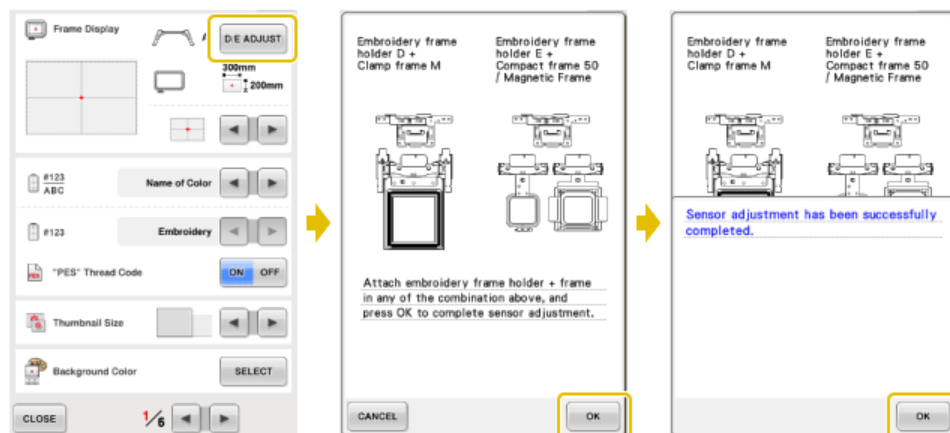 Frame Display
D/E ADJUST
300mm
200mm
#123
ABC
Name of Color
#123
Embroidery
"PES" Thread Code
ON OFF
Thumbnail Size
Background Color
SELECT
CLOSE
1/6
Embroidery frame
holder D +
Clamp frame M
Embroidery frame
holder E +
Compact frame 50
/ Magnetic Frame
Attach embroidery frame holder + frame
in any of the combination above, and
press OK to complete sensor adjustment.
CANCEL
OK
Embroidery frame
holder D +
Clamp frame M
Embroidery frame
holder E +
Compact frame 50
/ Magnetic Frame
Sensor adjustment has been successfully
completed.
OK